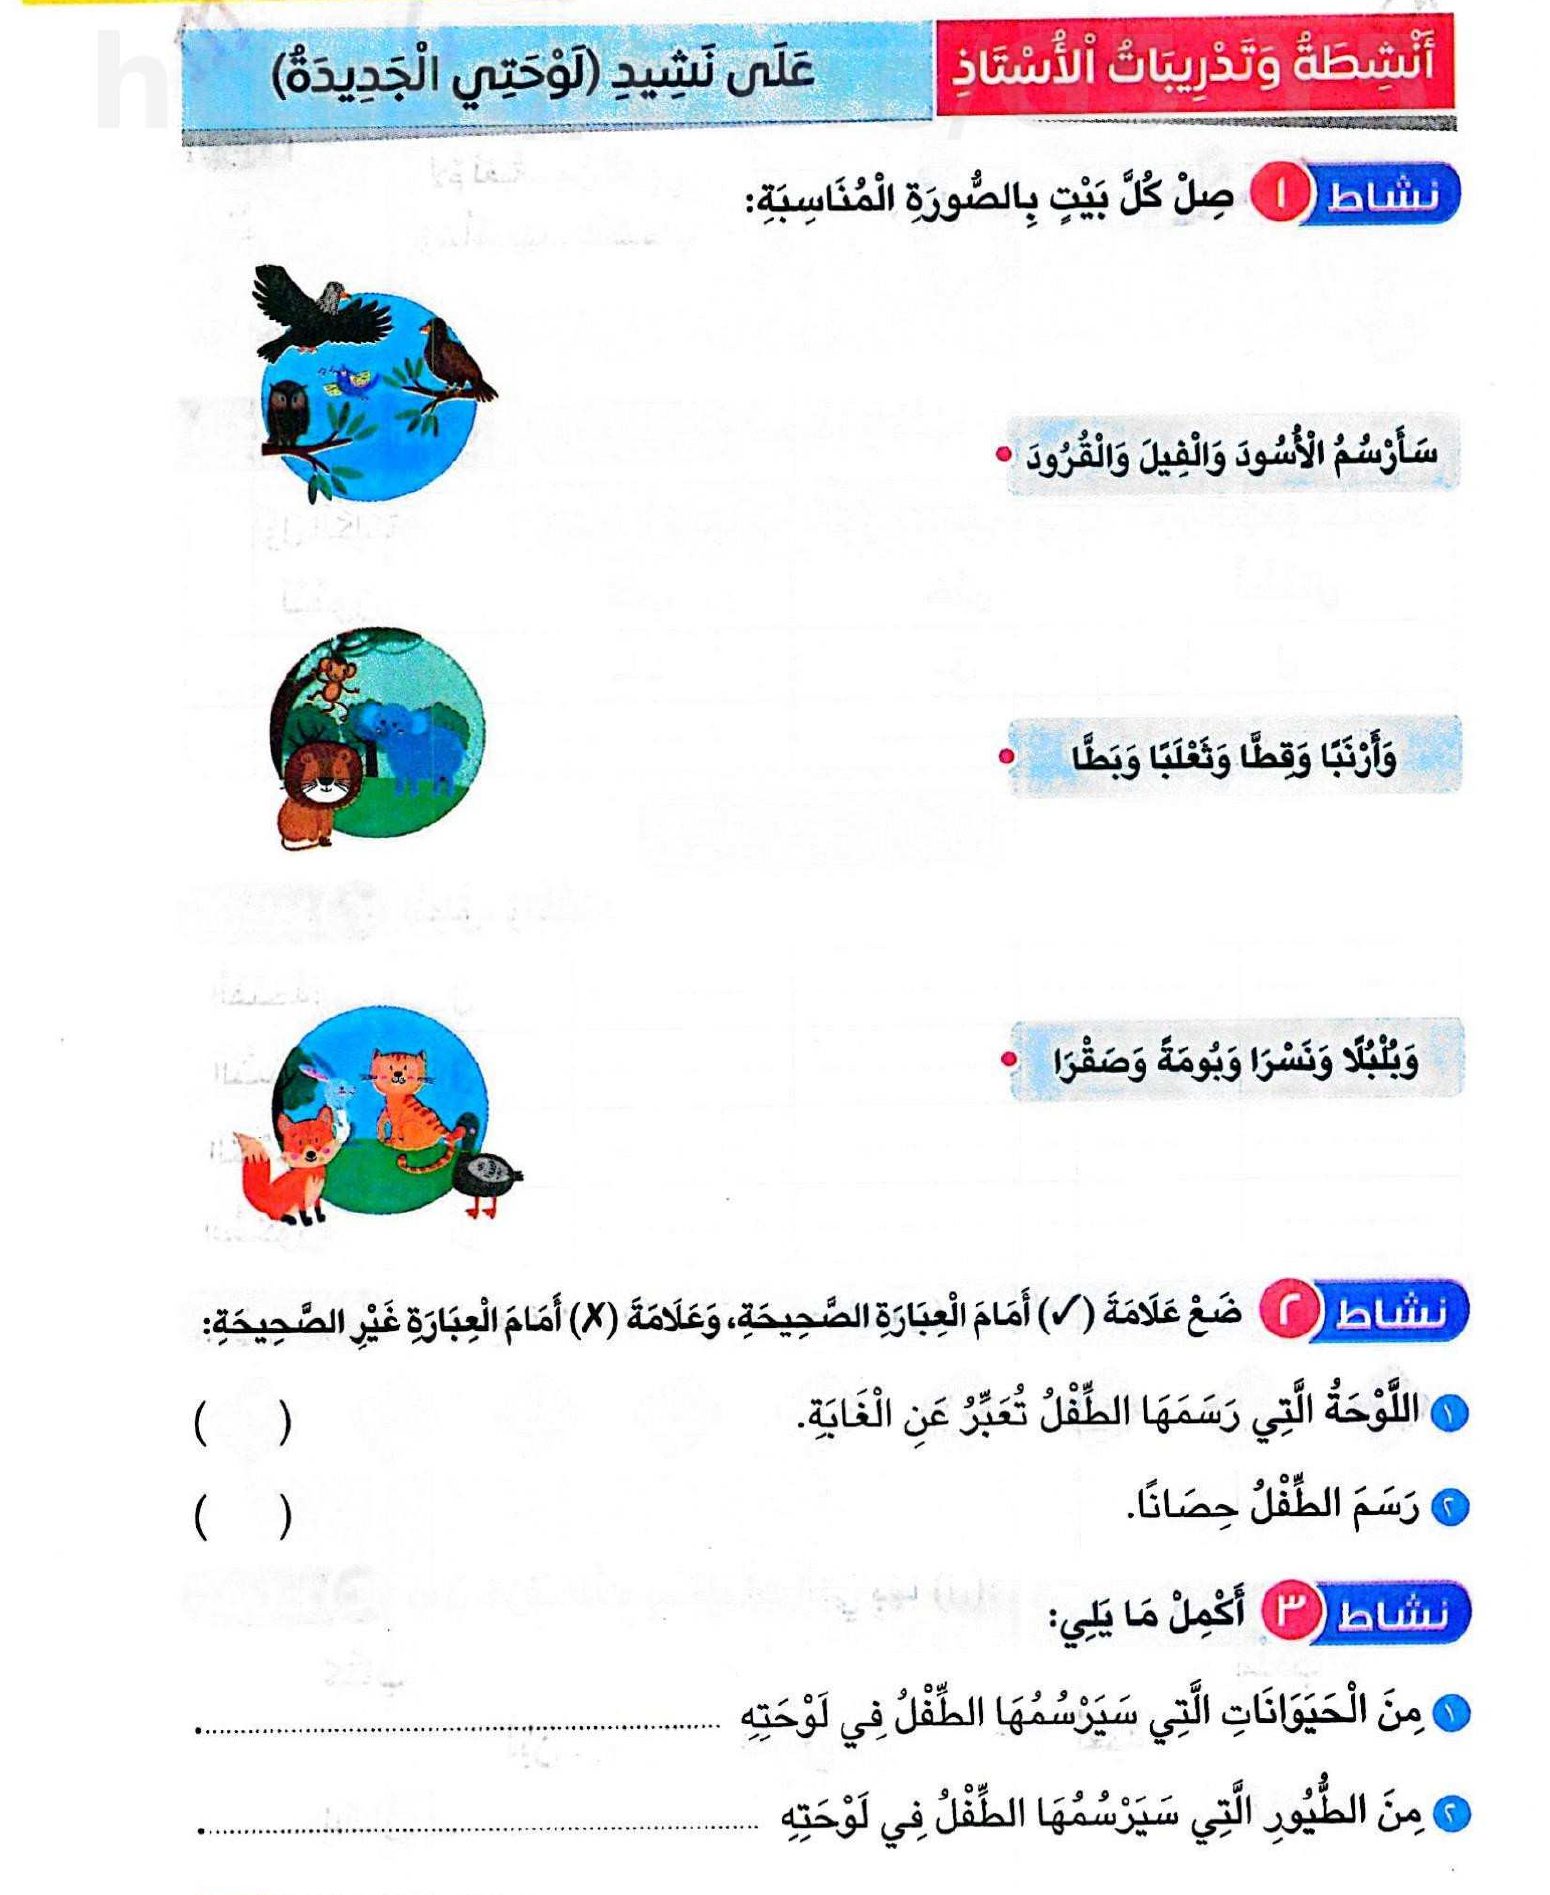 أَنْشِطَةُ وَتَدْرِيبَاتُ الْأُسْتَاذِ عَلَى نَشِيدِ (لَوْحَتِي الْجَدِيدَةُ)
نشاط ١ صِلْ كُلَّ بَيْتٍ بِالصُّورَةِ الْمُنَاسِبَةِ:
سَأَرْسُمُ الْأُسُودَ وَالْفِيلَ وَالْقُرُودَ
وَأَرْنَبًا وَقِطًّا وَثَعْلَبًا وَبَطًّا
وَبُلْبُلًا وَنَسْرَا وَبُومَةً وَصَقْرَا
نشاط ٢ ضَعْ عَلَامَةَ (✓) أَمَامَ الْعِبَارَةِ الصَّحِيحَةِ، وَعَلَامَةَ (✗) أَمَامَ الْعِبَارَةِ غَيْرِ الصَّحِيحَةِ:
١ اللَّوْحَةُ الَّتِي رَسَمَهَا الطِّفْلُ تُعَبِّرُ عَنِ الْغَابَةِ. ( )
٢ رَسَمَ الطِّفْلُ حِصَانًا. ( )
نشاط ٣ أَكْمِلْ مَا يَلِي:
١ مِنَ الْحَيَوَانَاتِ الَّتِي سَيَرْسُمُهَا الطِّفْلُ فِي لَوْحَتِهِ ..........
٢ مِنَ الطُّيُورِ الَّتِي سَيَرْسُمُهَا الطِّفْلُ فِي لَوْحَتِهِ ..........